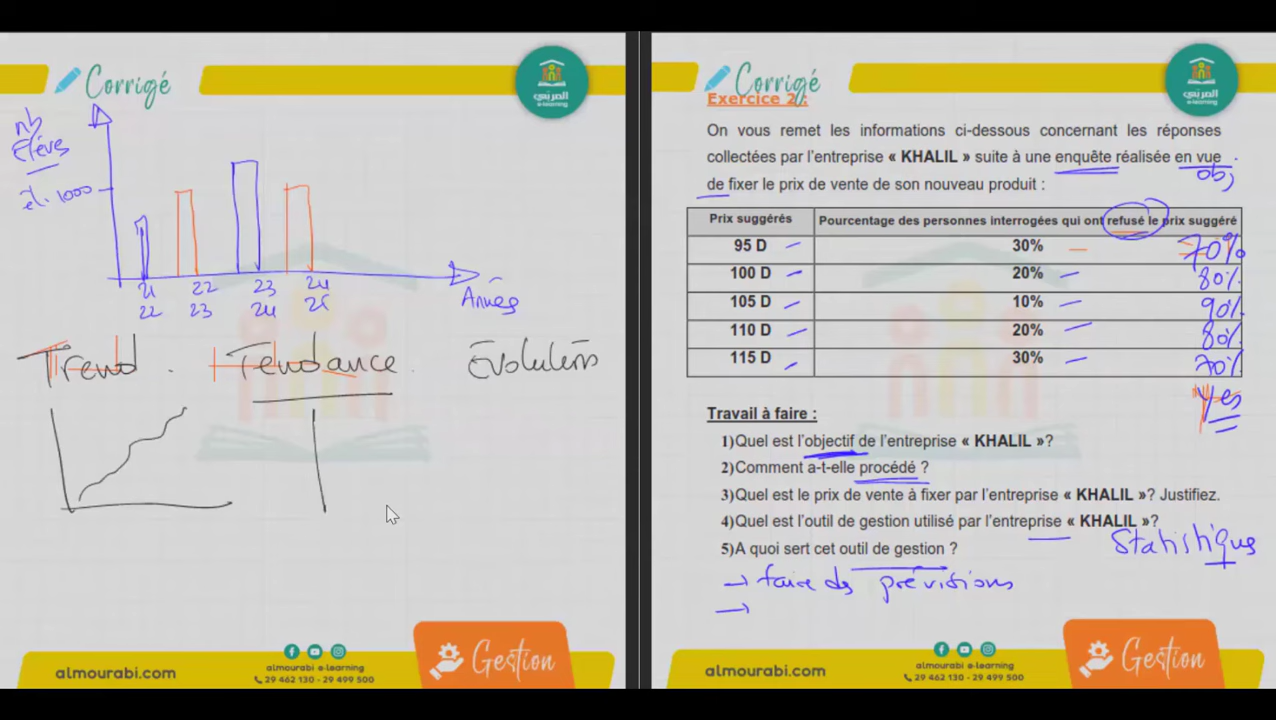 Corrigé
المربي
e-learning
nb
Élèves
1000
21 22 23 24
22 23 24 25
Années
Trend . Tendance . Évolution
Gestion
almourabi.com
almourabi e-learning
29 462 130 - 29 499 500
Corrigé
المربي
e-learning
Exercice 2 :
On vous remet les informations ci-dessous concernant les réponses
collectées par l'entreprise « KHALIL » suite à une enquête réalisée en vue
obj
de fixer le prix de vente de son nouveau produit :
Prix suggérés Pourcentage des personnes interrogées qui ont refusé le prix suggéré
95 D 30% 70%
100 D 20% 80%
105 D 10% 90%
110 D 20% 80%
115 D 30% 70%
Yes
Travail à faire :
1)Quel est l'objectif de l'entreprise « KHALIL »?
2)Comment a-t-elle procédé ?
3)Quel est le prix de vente à fixer par l'entreprise « KHALIL »? Justifiez.
4)Quel est l'outil de gestion utilisé par l'entreprise « KHALIL »?
Statistique
5)A quoi sert cet outil de gestion ?
→ faire des prévisions
→
Gestion
almourabi.com
almourabi e-learning
29 462 130 - 29 499 500